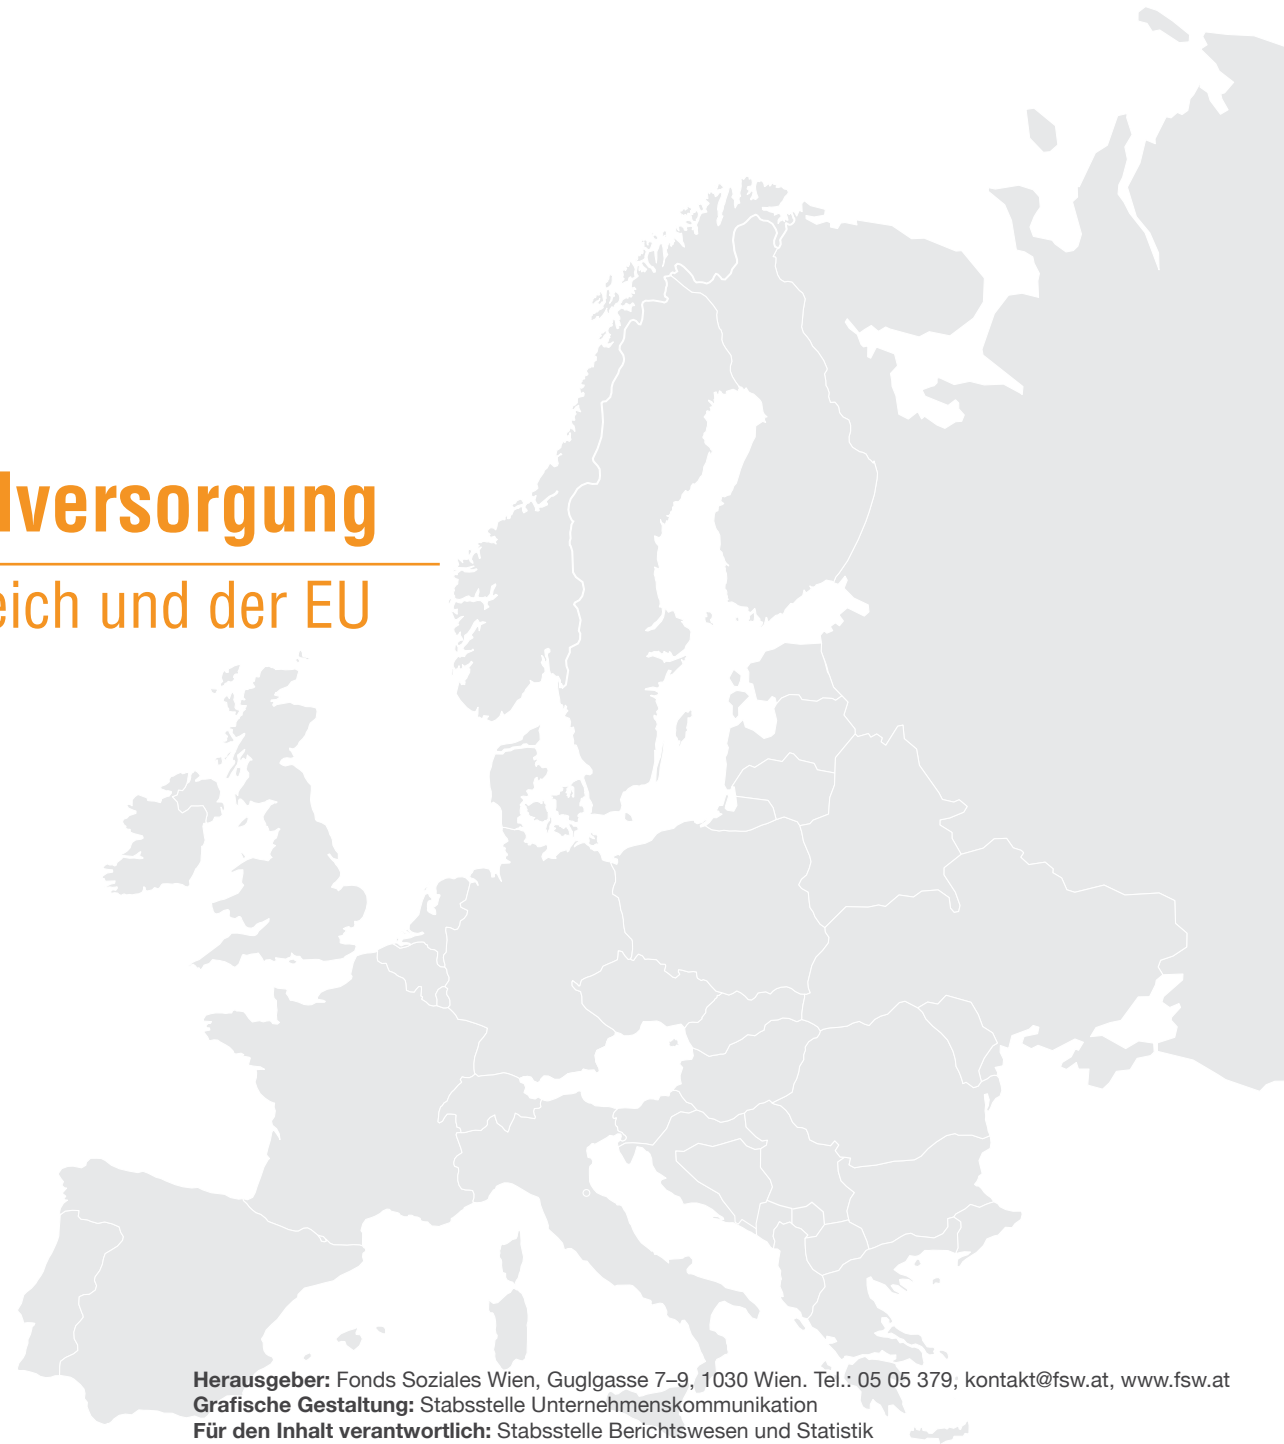 lversorgung
eich und der EU
Herausgeber: Fonds Soziales Wien, Guglgasse 7–9, 1030 Wien. Tel.: 05 05 379, kontakt@fsw.at, www.fsw.at
Grafische Gestaltung: Stabsstelle Unternehmenskommunikation
Für den Inhalt verantwortlich: Stabsstelle Berichtswesen und Statistik